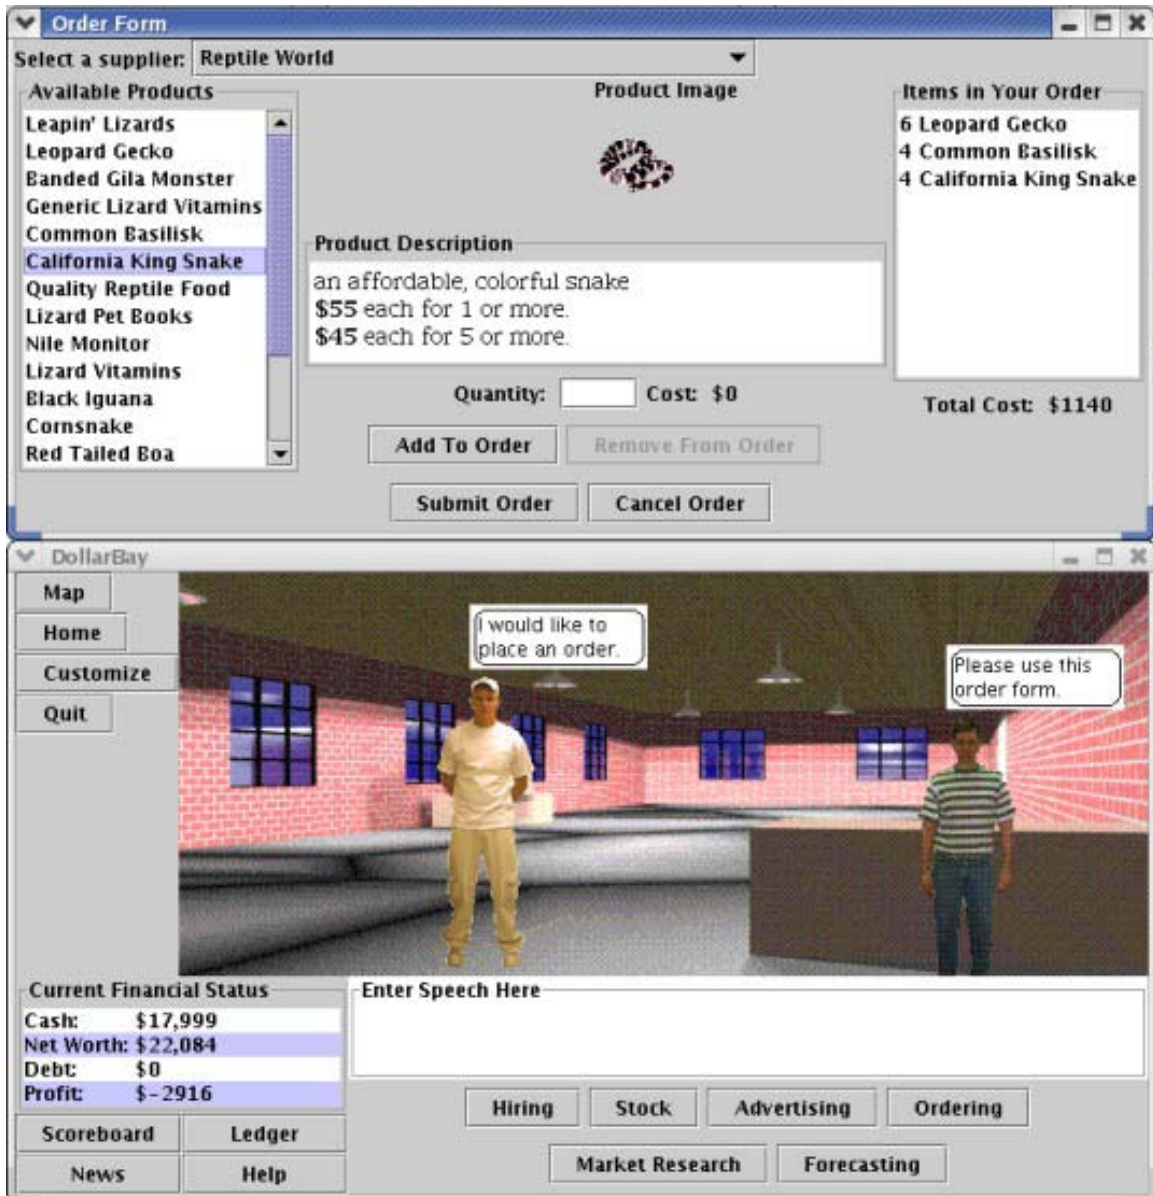 Order Form
Select a supplier: Reptile World
Available Products
Leapin' Lizards
Leopard Gecko
Banded Gila Monster
Generic Lizard Vitamins
Common Basilisk
California King Snake
Quality Reptile Food
Lizard Pet Books
Nile Monitor
Lizard Vitamins
Black Iguana
Cornsnake
Red Tailed Boa
Product Image
Product Description
an affordable, colorful snake
$55 each for 1 or more.
$45 each for 5 or more.
Quantity: Cost: $0
Add To Order Remove From Order
Submit Order Cancel Order
Items in Your Order
6 Leopard Gecko
4 Common Basilisk
4 California King Snake
Total Cost: $1140
DollarBay
Map
Home
Customize
Quit
I would like to
place an order.
Please use this
order form.
Current Financial Status
Cash: $17,999
Net Worth: $22,084
Debt: $0
Profit: $-2916
Scoreboard Ledger
News Help
Enter Speech Here
Hiring Stock Advertising Ordering
Market Research Forecasting